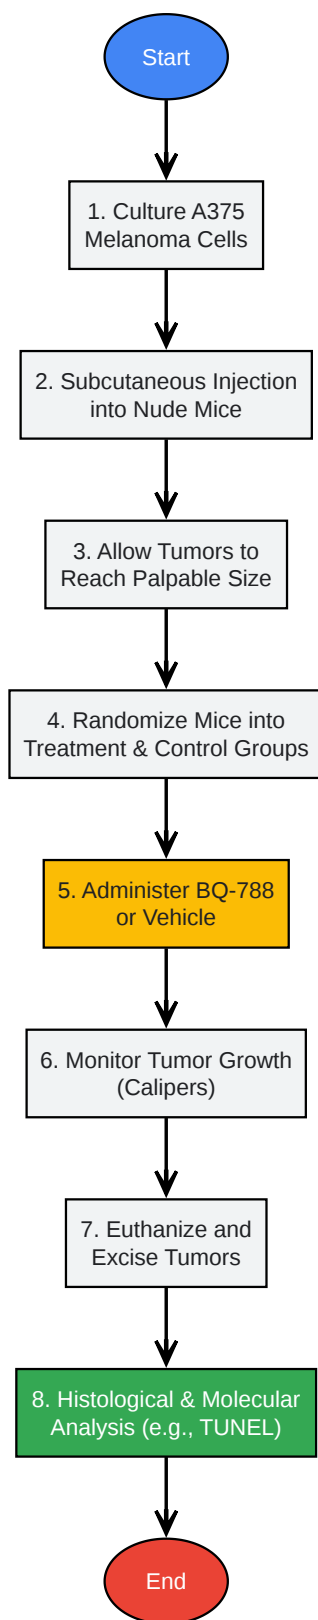 Start
1. Culture A375
Melanoma Cells
2. Subcutaneous Injection
into Nude Mice
3. Allow Tumors to
Reach Palpable Size
4. Randomize Mice into
Treatment & Control Groups
5. Administer BQ-788
or Vehicle
6. Monitor Tumor Growth
(Calipers)
7. Euthanize and
Excise Tumors
8. Histological & Molecular
Analysis (e.g., TUNEL)
End